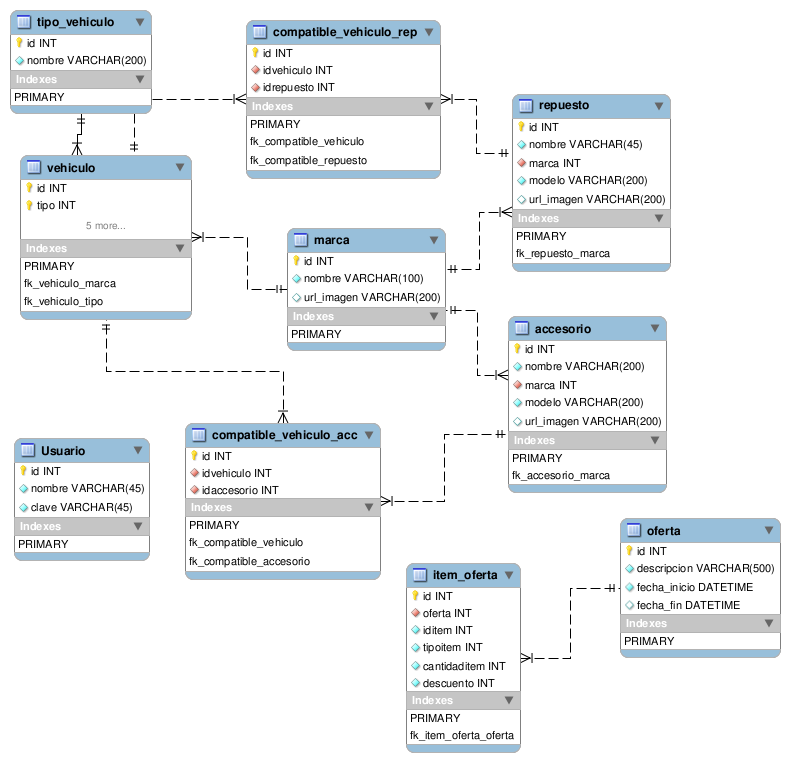 tipo_vehiculo
id INT
nombre VARCHAR(200)
Indexes
PRIMARY
compatible_vehiculo_rep
id INT
idvehiculo INT
idrepuesto INT
Indexes
PRIMARY
fk_compatible_vehiculo
fk_compatible_repuesto
repuesto
id INT
nombre VARCHAR(45)
marca INT
modelo VARCHAR(200)
url_imagen VARCHAR(200)
Indexes
PRIMARY
fk_repuesto_marca
vehiculo
id INT
tipo INT
5 more...
Indexes
PRIMARY
fk_vehiculo_marca
fk_vehiculo_tipo
marca
id INT
nombre VARCHAR(100)
url_imagen VARCHAR(200)
Indexes
PRIMARY
accesorio
id INT
nombre VARCHAR(200)
marca INT
modelo VARCHAR(200)
url_imagen VARCHAR(200)
Indexes
PRIMARY
fk_accesorio_marca
Usuario
id INT
nombre VARCHAR(45)
clave VARCHAR(45)
Indexes
PRIMARY
compatible_vehiculo_acc
id INT
idvehiculo INT
idaccesorio INT
Indexes
PRIMARY
fk_compatible_vehiculo
fk_compatible_accesorio
item_oferta
id INT
oferta INT
iditem INT
tipoitem INT
cantidaditem INT
descuento INT
Indexes
PRIMARY
fk_item_oferta_oferta
oferta
id INT
descripcion VARCHAR(500)
fecha_inicio DATETIME
fecha_fin DATETIME
Indexes
PRIMARY